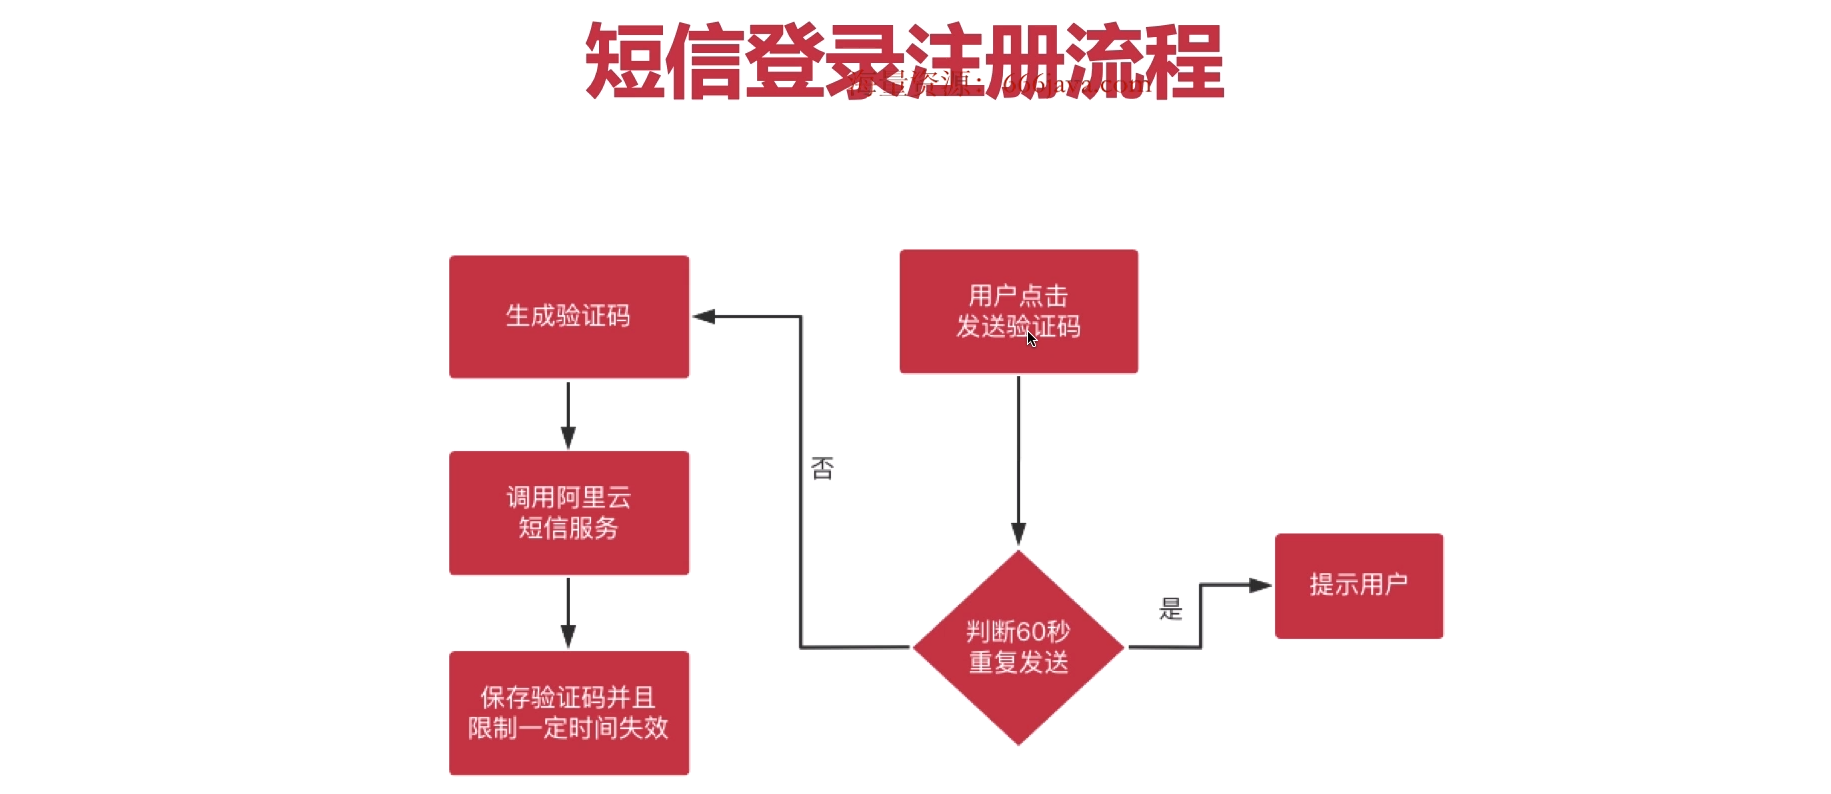 短信登录注册流程
海量资源：666java.com
用户点击
发送验证码
生成验证码
否
调用阿里云
短信服务
是
提示用户
判断60秒
重复发送
保存验证码并且
限制一定时间失效